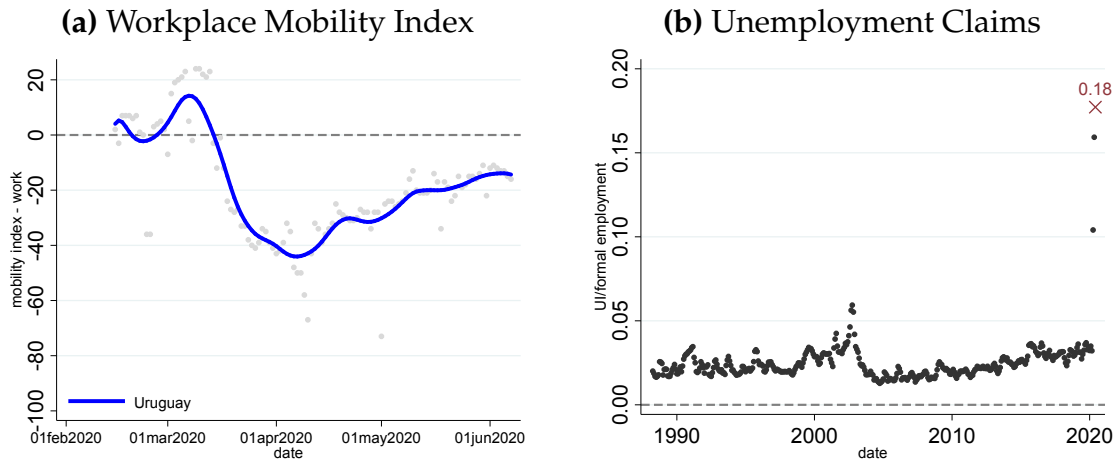 (a) Workplace Mobility Index
mobility index - work
20
0
-20
-40
-60
-80
-100
Uruguay
01feb2020 01mar2020 01apr2020 01may2020 01jun2020
date
(b) Unemployment Claims
UI/formal employment
0.20
0.15
0.10
0.05
0.00
0.18
1990 2000 2010 2020
date